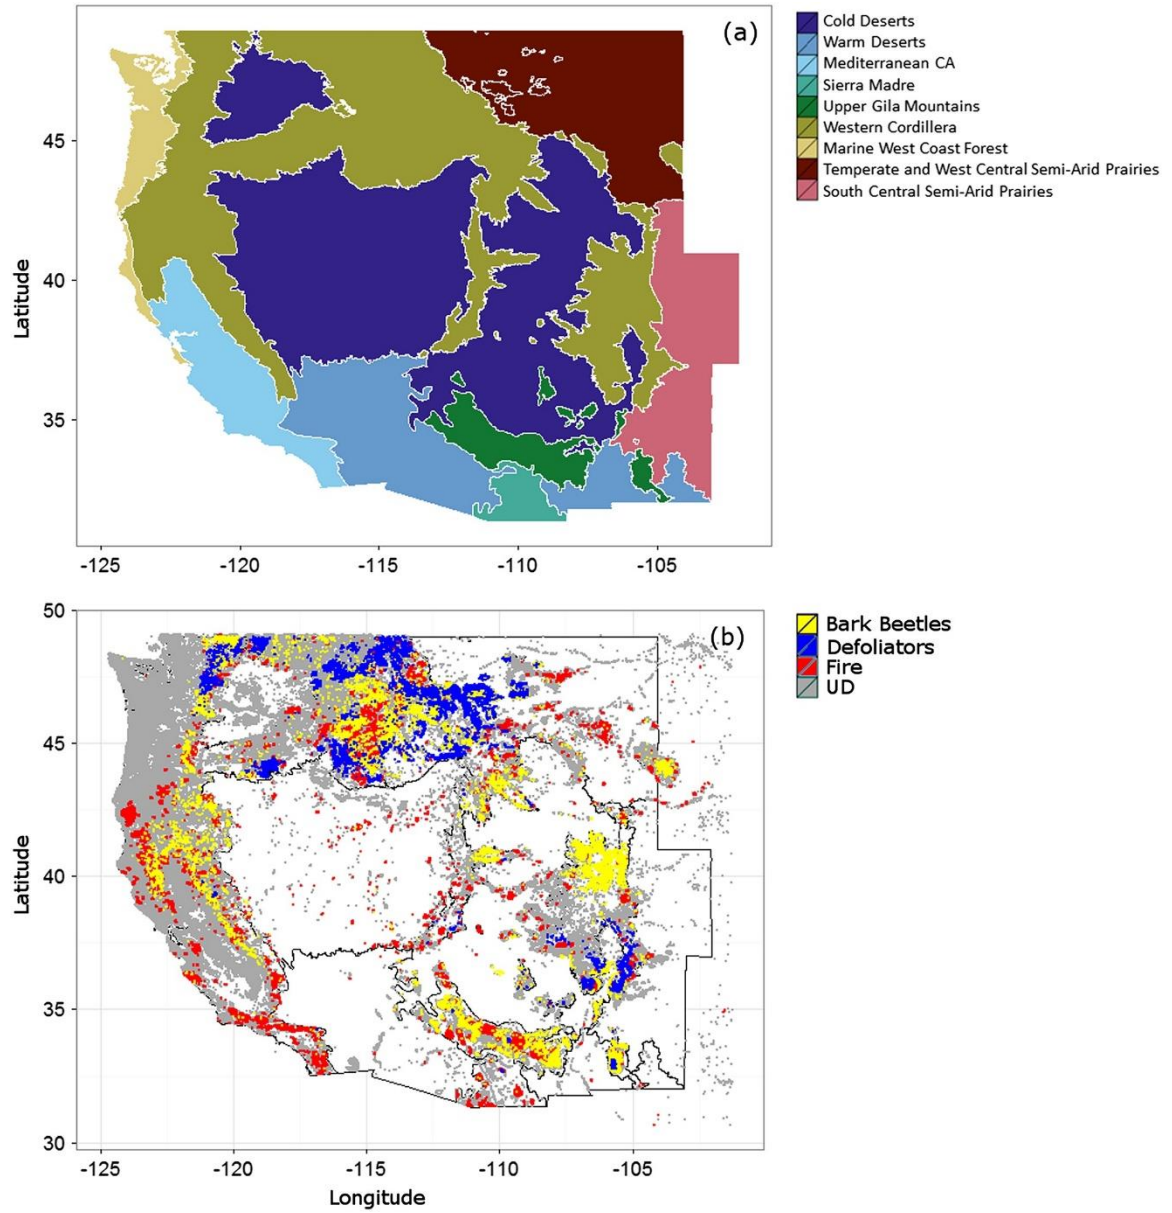 (a)
Cold Deserts
Warm Deserts
Mediterranean CA
Sierra Madre
Upper Gila Mountains
Western Cordillera
Marine West Coast Forest
Temperate and West Central Semi-Arid Prairies
South Central Semi-Arid Prairies
45
40
35
Latitude
-125
-120
-115
-110
-105
(b)
Bark Beetles
Defoliators
Fire
UD
50
45
40
35
30
Latitude
-125
-120
-115
-110
-105
Longitude